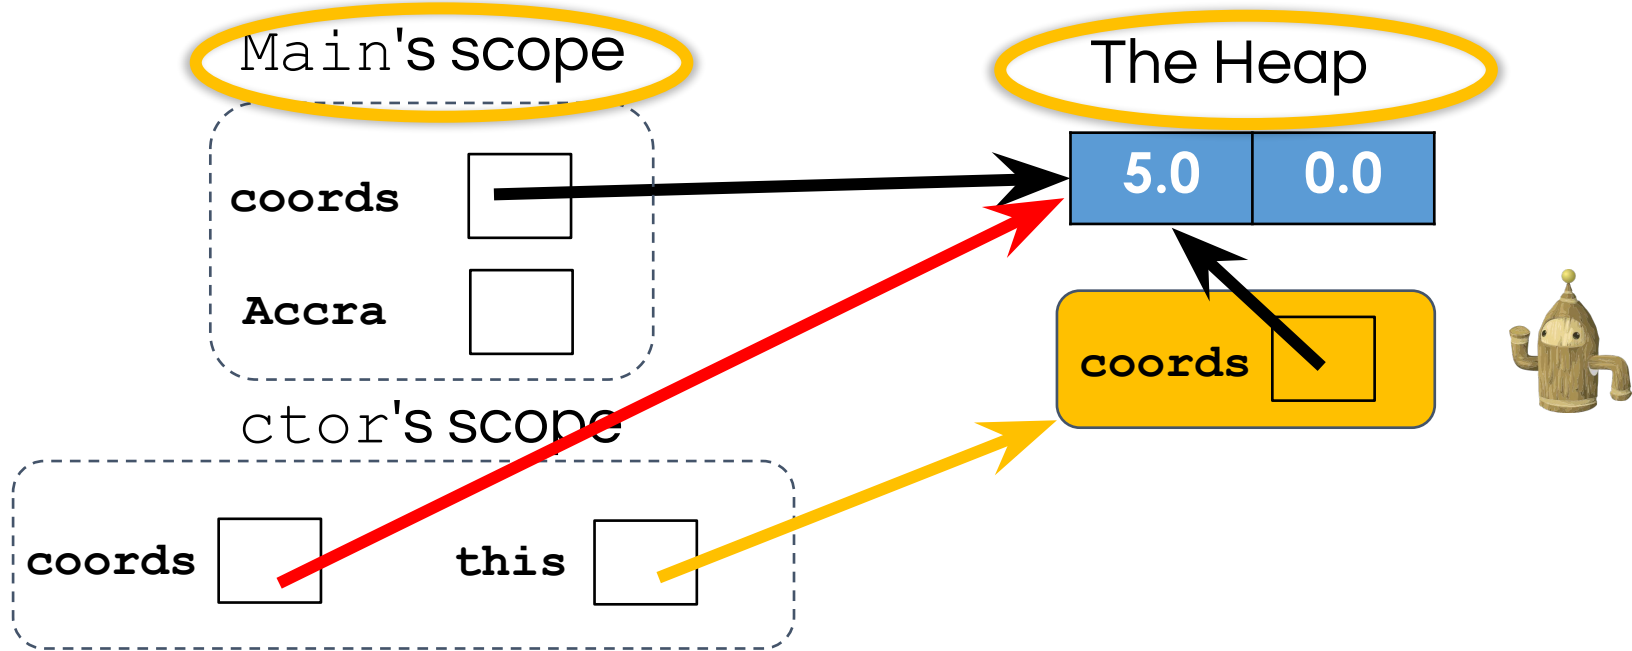 Main's scope
The Heap
coords
5.0 0.0
Accra
coords
ctor's scope
coords
this